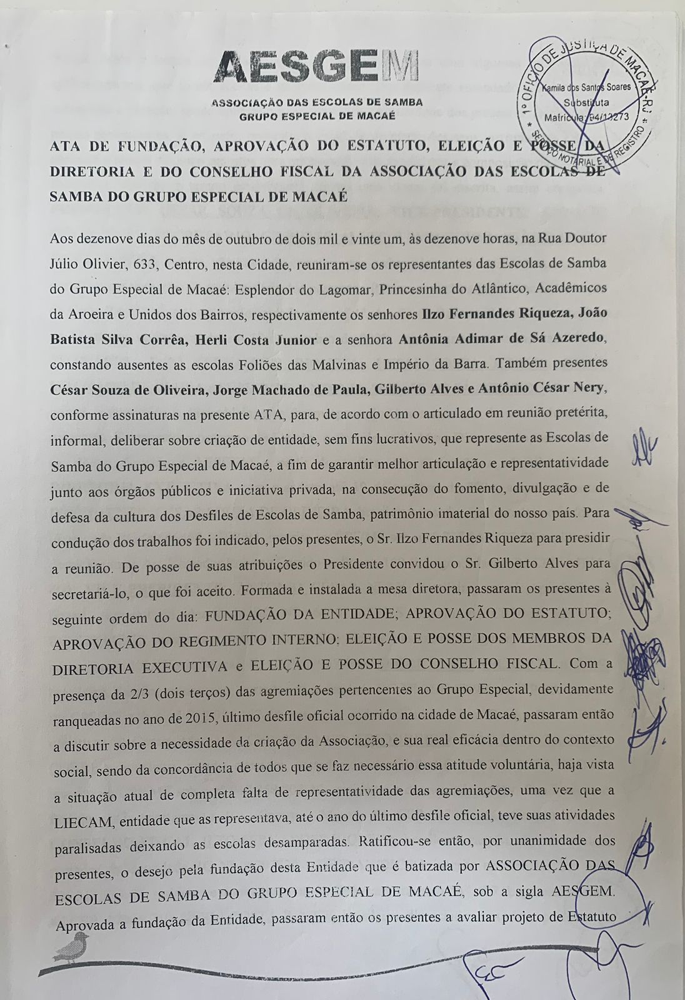 AESGEM
ASSOCIAÇÃO DAS ESCOLAS DE SAMBA
GRUPO ESPECIAL DE MACAÉ
1º OFÍCIO DE JUSTIÇA DE MACAÉ-RJ
Kamila dos Santos Soares
Substituta
Matrícula: 94/13273
* SERVIÇO NOTARIAL E DE REGISTRO *
ATA DE FUNDAÇÃO, APROVAÇÃO DO ESTATUTO, ELEIÇÃO E POSSE DA
DIRETORIA E DO CONSELHO FISCAL DA ASSOCIAÇÃO DAS ESCOLAS DE
SAMBA DO GRUPO ESPECIAL DE MACAÉ
Aos dezenove dias do mês de outubro de dois mil e vinte um, às dezenove horas, na Rua Doutor
Júlio Olivier, 633, Centro, nesta Cidade, reuniram-se os representantes das Escolas de Samba
do Grupo Especial de Macaé: Esplendor do Lagomar, Princesinha do Atlântico, Acadêmicos
da Aroeira e Unidos dos Bairros, respectivamente os senhores Ilzo Fernandes Riqueza, João
Batista Silva Corrêa, Herli Costa Junior e a senhora Antônia Adimar de Sá Azeredo,
constando ausentes as escolas Foliões das Malvinas e Império da Barra. Também presentes
César Souza de Oliveira, Jorge Machado de Paula, Gilberto Alves e Antônio César Nery,
conforme assinaturas na presente ATA, para, de acordo com o articulado em reunião pretérita,
informal, deliberar sobre criação de entidade, sem fins lucrativos, que represente as Escolas de
Samba do Grupo Especial de Macaé, a fim de garantir melhor articulação e representatividade
junto aos órgãos públicos e iniciativa privada, na consecução do fomento, divulgação e de
defesa da cultura dos Desfiles de Escolas de Samba, patrimônio imaterial do nosso país. Para
condução dos trabalhos foi indicado, pelos presentes, o Sr. Ilzo Fernandes Riqueza para presidir
a reunião. De posse de suas atribuições o Presidente convidou o Sr. Gilberto Alves para
secretariá-lo, o que foi aceito. Formada e instalada a mesa diretora, passaram os presentes à
seguinte ordem do dia: FUNDAÇÃO DA ENTIDADE; APROVAÇÃO DO ESTATUTO;
APROVAÇÃO DO REGIMENTO INTERNO; ELEIÇÃO E POSSE DOS MEMBROS DA
DIRETORIA EXECUTIVA e ELEIÇÃO E POSSE DO CONSELHO FISCAL. Com a
presença da 2/3 (dois terços) das agremiações pertencentes ao Grupo Especial, devidamente
ranqueadas no ano de 2015, último desfile oficial ocorrido na cidade de Macaé, passaram então
a discutir sobre a necessidade da criação da Associação, e sua real eficácia dentro do contexto
social, sendo da concordância de todos que se faz necessário essa atitude voluntária, haja vista
a situação atual de completa falta de representatividade das agremiações, uma vez que a
LIECAM, entidade que as representava, até o ano do último desfile oficial, teve suas atividades
paralisadas deixando as escolas desamparadas. Ratificou-se então, por unanimidade dos
presentes, o desejo pela fundação desta Entidade que é batizada por ASSOCIAÇÃO DAS
ESCOLAS DE SAMBA DO GRUPO ESPECIAL DE MACAÉ, sob a sigla AESGEM.
Aprovada a fundação da Entidade, passaram então os presentes a avaliar projeto de Estatuto